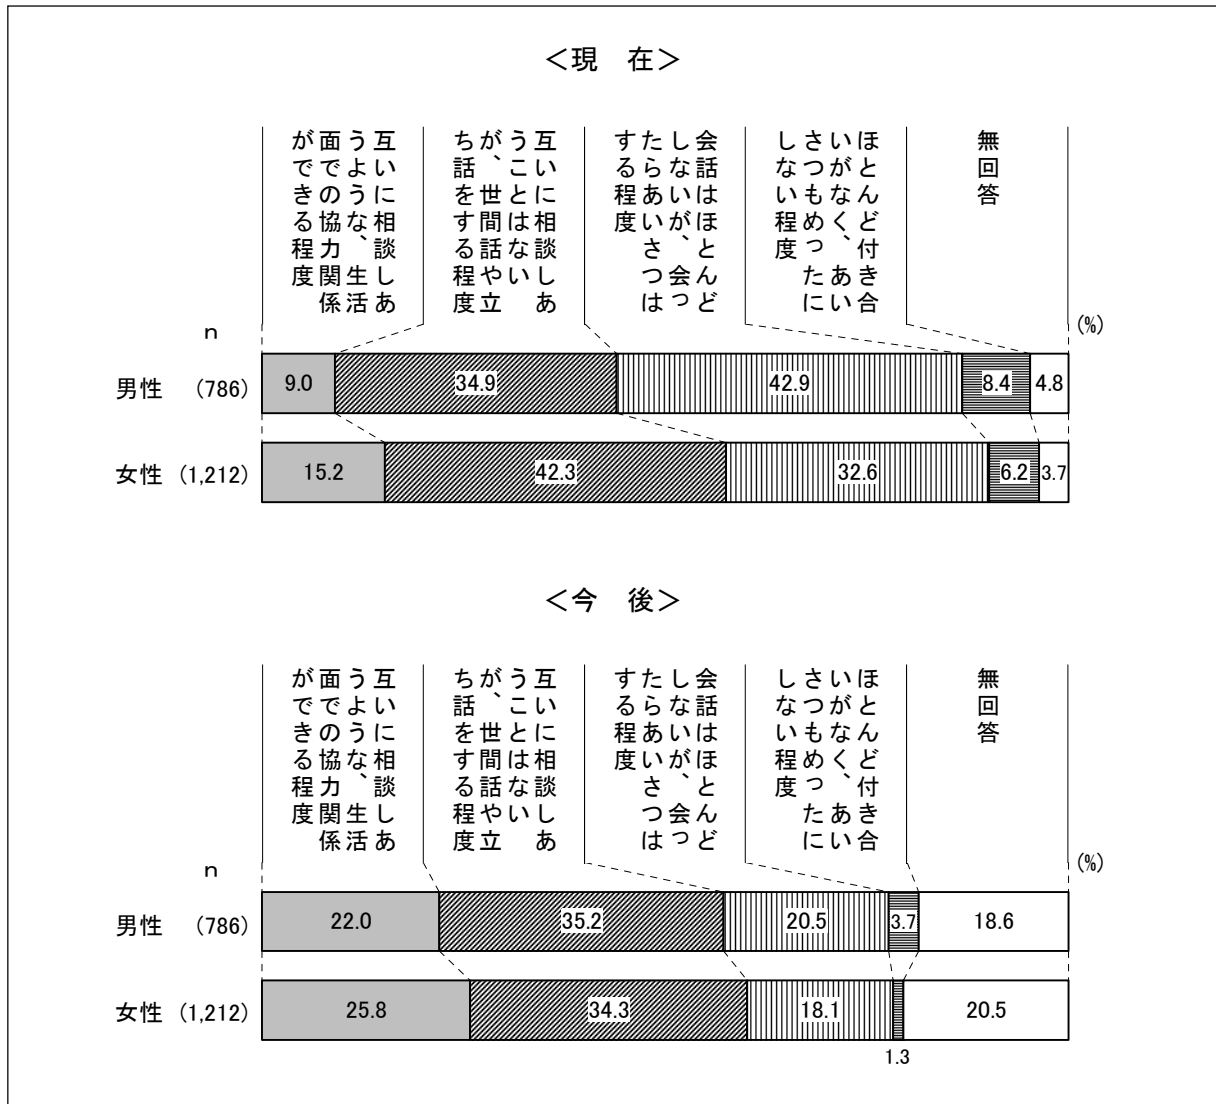 ＜現　在＞
互いに相談しあ
うような、生活
面での協力関係
ができる程度
互いに相談しあ
うことはない
が、世間話や立
ち話をする程度
会話はほとんど
しないが、会っ
たらあいさつは
する程度
ほとんど付き合
いがなく、あい
さつもめったに
しない程度
無回答
(%)
ｎ
男性 (786) 9.0 34.9 42.9 8.4 4.8
女性 (1,212) 15.2 42.3 32.6 6.2 3.7
＜今　後＞
互いに相談しあ
うような、生活
面での協力関係
ができる程度
互いに相談しあ
うことはない
が、世間話や立
ち話をする程度
会話はほとんど
しないが、会っ
たらあいさつは
する程度
ほとんど付き合
いがなく、あい
さつもめったに
しない程度
無回答
(%)
ｎ
男性 (786) 22.0 35.2 20.5 3.7 18.6
女性 (1,212) 25.8 34.3 18.1 20.5
1.3